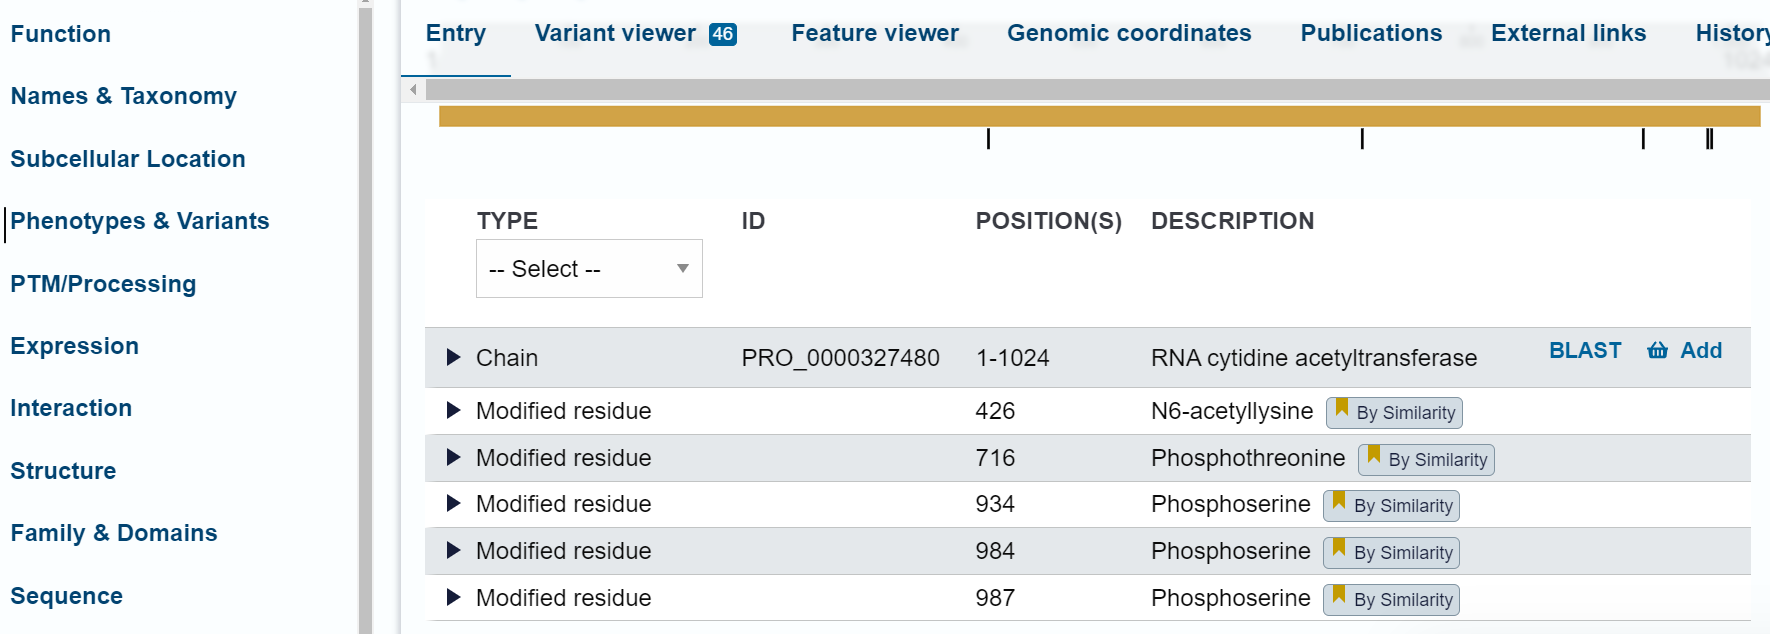 Function
Names & Taxonomy
Subcellular Location
Phenotypes & Variants
PTM/Processing
Expression
Interaction
Structure
Family & Domains
Sequence
Entry Variant viewer 46 Feature viewer Genomic coordinates Publications External links History
TYPE ID POSITION(S) DESCRIPTION
-- Select --
Chain PRO_0000327480 1-1024 RNA cytidine acetyltransferase BLAST Add
Modified residue 426 N6-acetyllysine By Similarity
Modified residue 716 Phosphothreonine By Similarity
Modified residue 934 Phosphoserine By Similarity
Modified residue 984 Phosphoserine By Similarity
Modified residue 987 Phosphoserine By Similarity